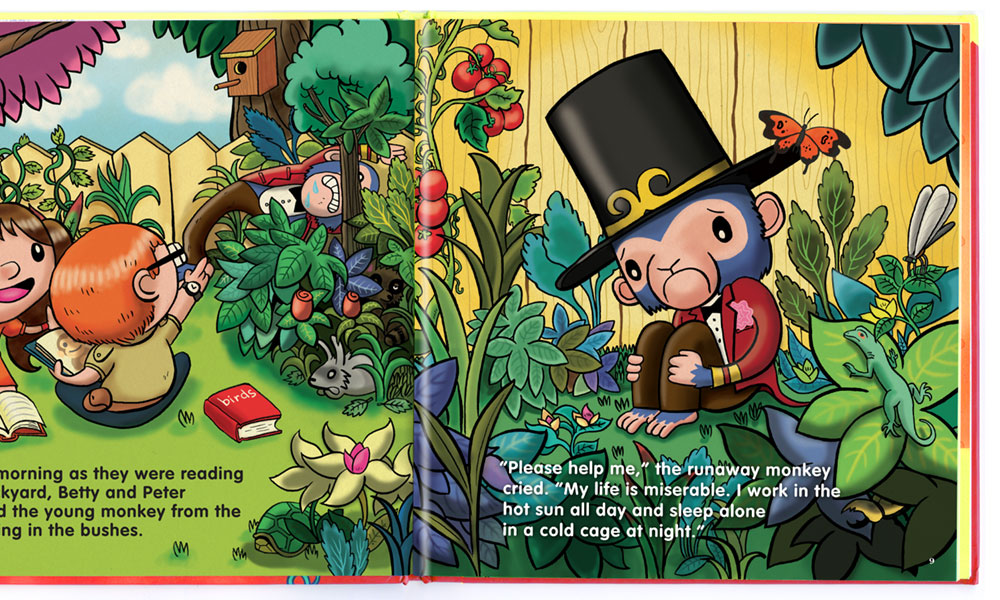 birds
morning as they were reading
kyard, Betty and Peter
the young monkey from the
ing in the bushes.
“Please help me,” the runaway monkey
cried. “My life is miserable. I work in the
hot sun all day and sleep alone
in a cold cage at night.”
9